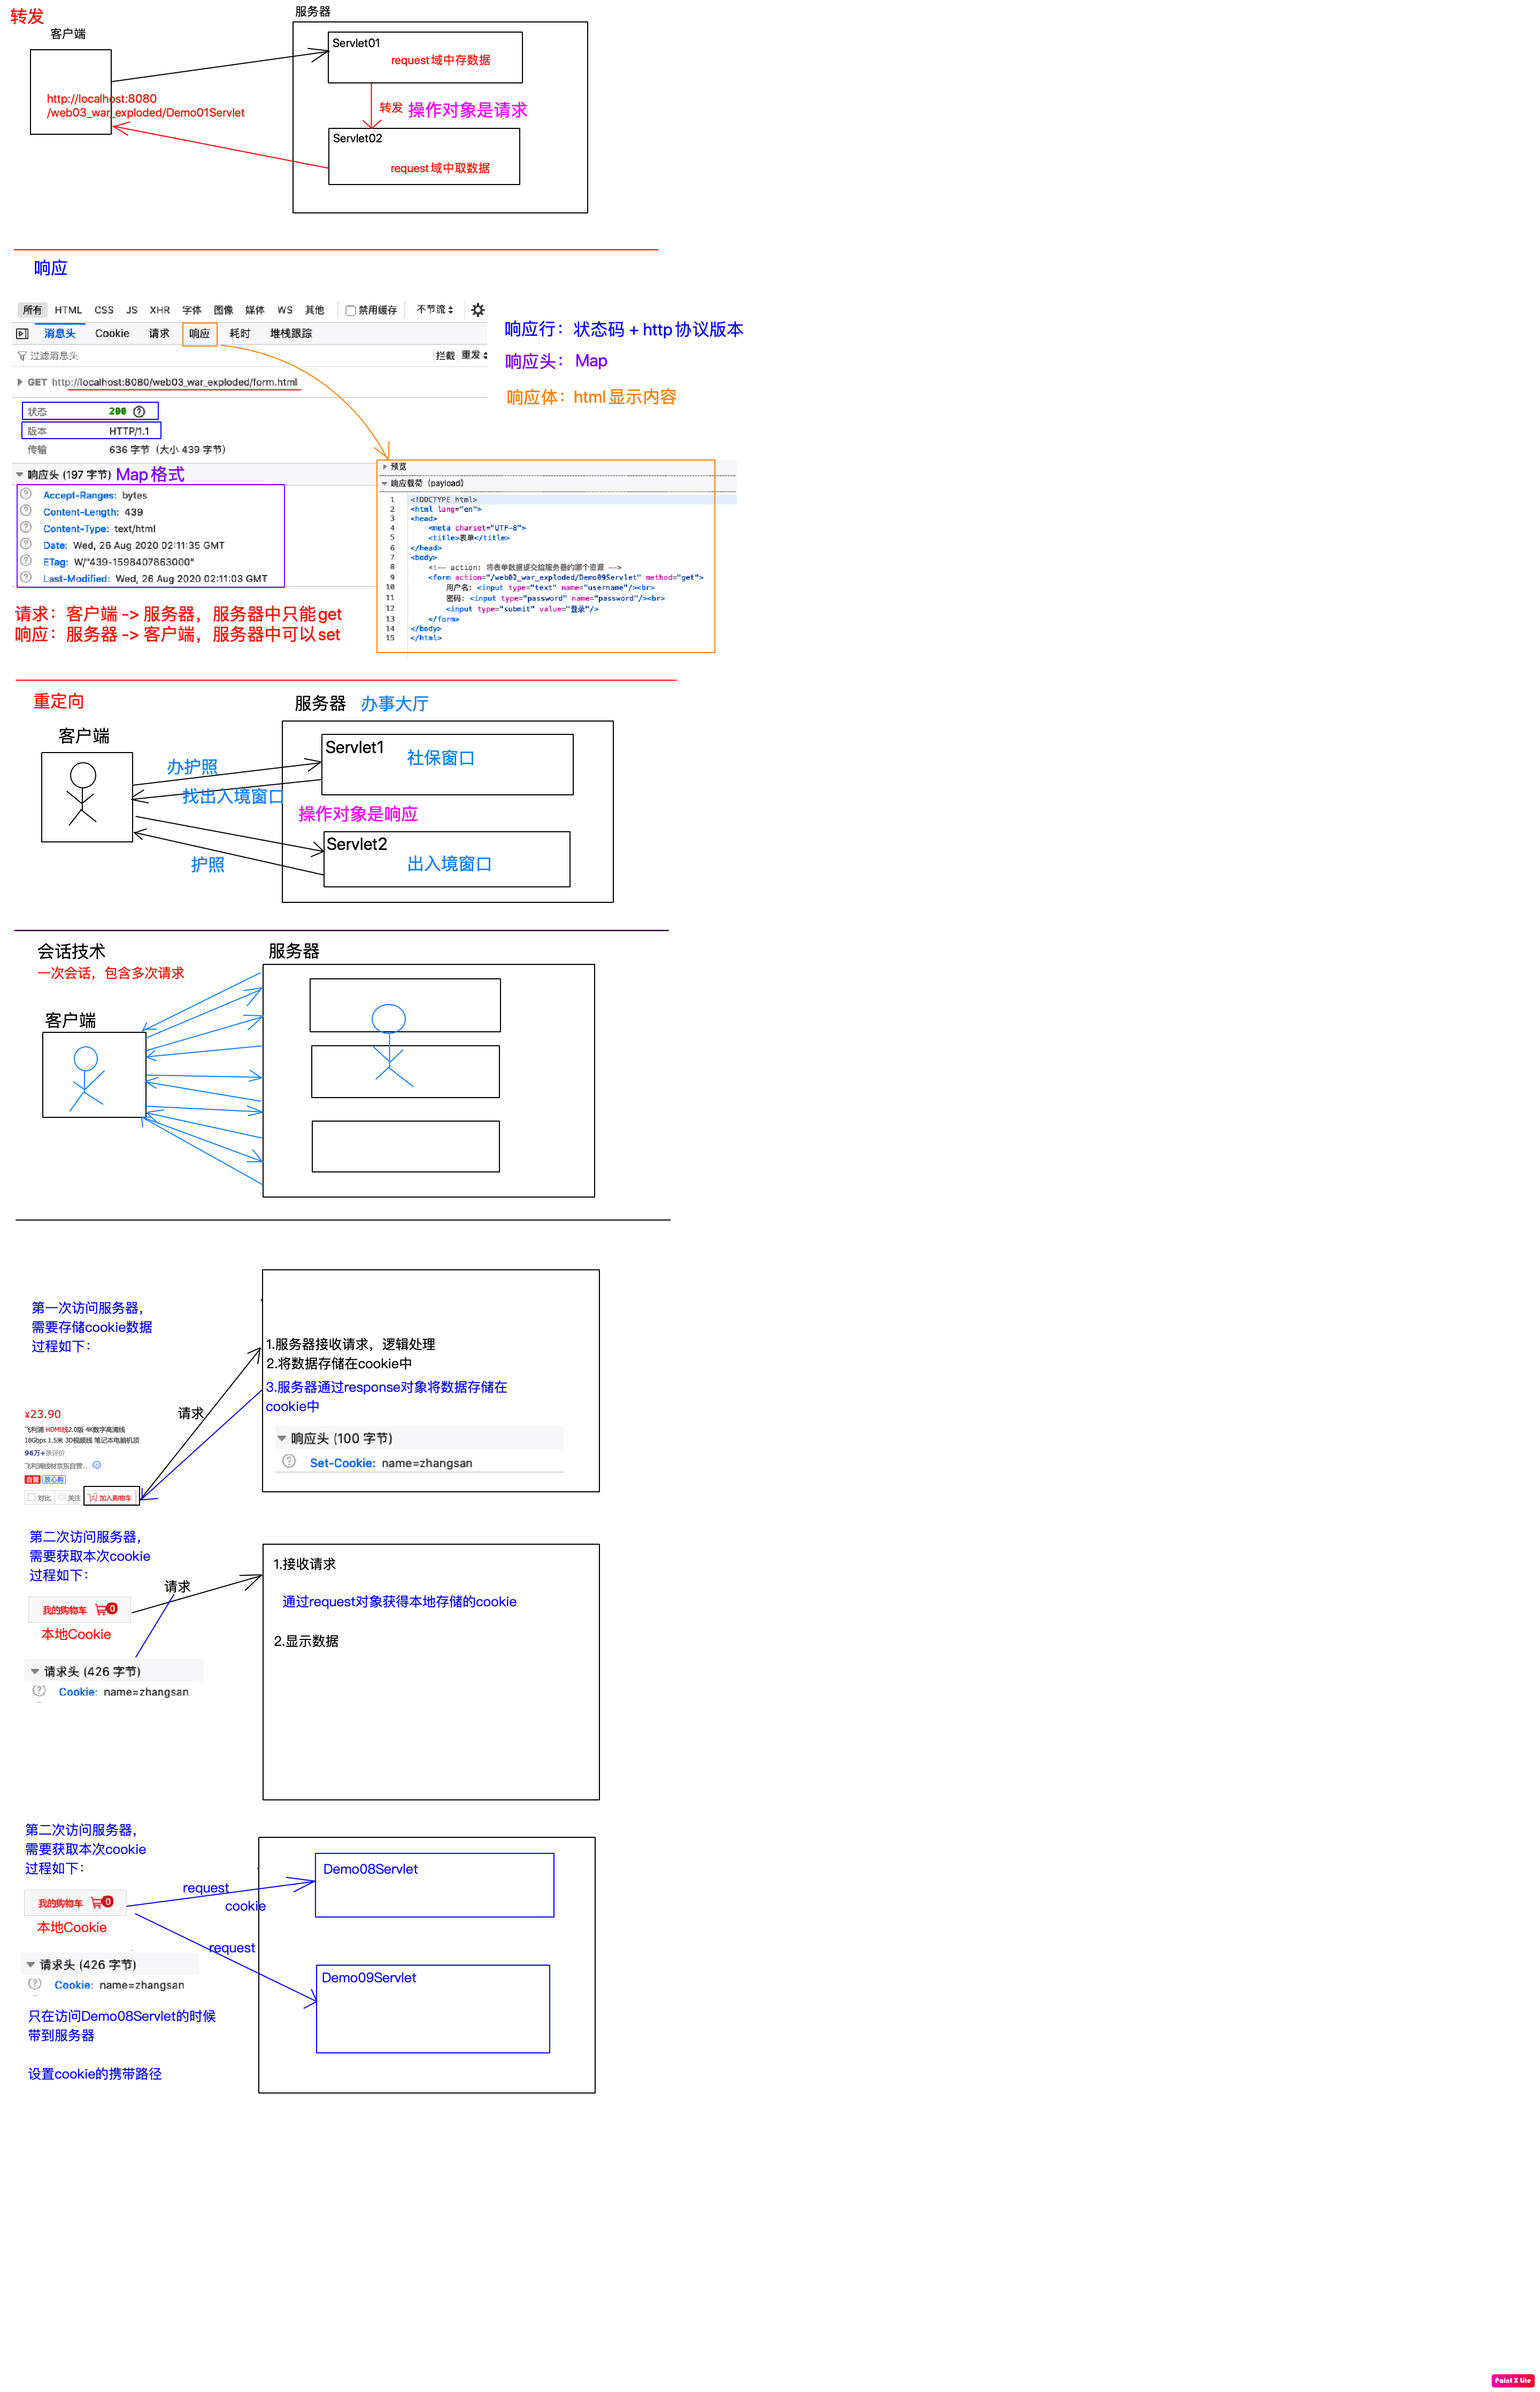 转发
客户端
服务器
Servlet01
request 域中存数据
http://localhost:8080
/web03_war_exploded/Demo01Servlet
转发 操作对象是请求
Servlet02
request 域中取数据
响应
所有 HTML CSS JS XHR 字体 图像 媒体 WS 其他 禁用缓存 不节流
消息头 Cookie 请求 响应 耗时 堆栈跟踪
过滤消息头 拦截 重发
GET http://localhost:8080/web03_war_exploded/form.html
状态 200
版本 HTTP/1.1
传输 636 字节（大小 439 字节）
响应头 (197 字节) Map 格式
Accept-Ranges: bytes
Content-Length: 439
Content-Type: text/html
Date: Wed, 26 Aug 2020 02:11:35 GMT
ETag: W/"439-1598407863000"
Last-Modified: Wed, 26 Aug 2020 02:11:03 GMT
响应行：状态码 + http 协议版本
响应头： Map
响应体：html 显示内容
预览
响应载荷（payload）
1 <!DOCTYPE html>
2 <html lang="en">
3 <head>
4 <meta charset="UTF-8">
5 <title>表单</title>
6 </head>
7 <body>
8 <!-- action: 将表单数据提交给服务器的哪个资源 -->
9 <form action="/web02_war_exploded/Demo09Servlet" method="get">
10 用户名: <input type="text" name="username"/><br>
11 密码: <input type="password" name="password"/><br>
12 <input type="submit" value="登录"/>
13 </form>
14 </body>
15 </html>
请求：客户端 -> 服务器，服务器中只能 get
响应：服务器 -> 客户端，服务器中可以 set
重定向
服务器 办事大厅
客户端
Servlet1 社保窗口
办护照
找出入境窗口
操作对象是响应
Servlet2
出入境窗口
护照
会话技术
一次会话，包含多次请求
服务器
客户端
第一次访问服务器，
需要存储cookie数据
过程如下：
1.服务器接收请求，逻辑处理
2.将数据存储在cookie中
3.服务器通过response对象将数据存储在
cookie中
请求
响应头 (100 字节)
Set-Cookie: name=zhangsan
¥23.90
飞利浦 HDMI线2.0版 4K数字高清线
18Gbps 1.5米 3D视频线 笔记本电脑机顶
96万+条评价
飞利浦线材京东自营...
自营 放心购
对比 关注 加入购物车
第二次访问服务器，
需要获取本次cookie
过程如下：
请求
我的购物车 0
本地Cookie
请求头 (426 字节)
Cookie: name=zhangsan
1.接收请求
通过request对象获得本地存储的cookie
2.显示数据
第二次访问服务器，
需要获取本次cookie
过程如下：
我的购物车 0
本地Cookie
request
cookie
request
Demo08Servlet
Demo09Servlet
请求头 (426 字节)
Cookie: name=zhangsan
只在访问Demo08Servlet的时候
带到服务器
设置cookie的携带路径
Paint X lite